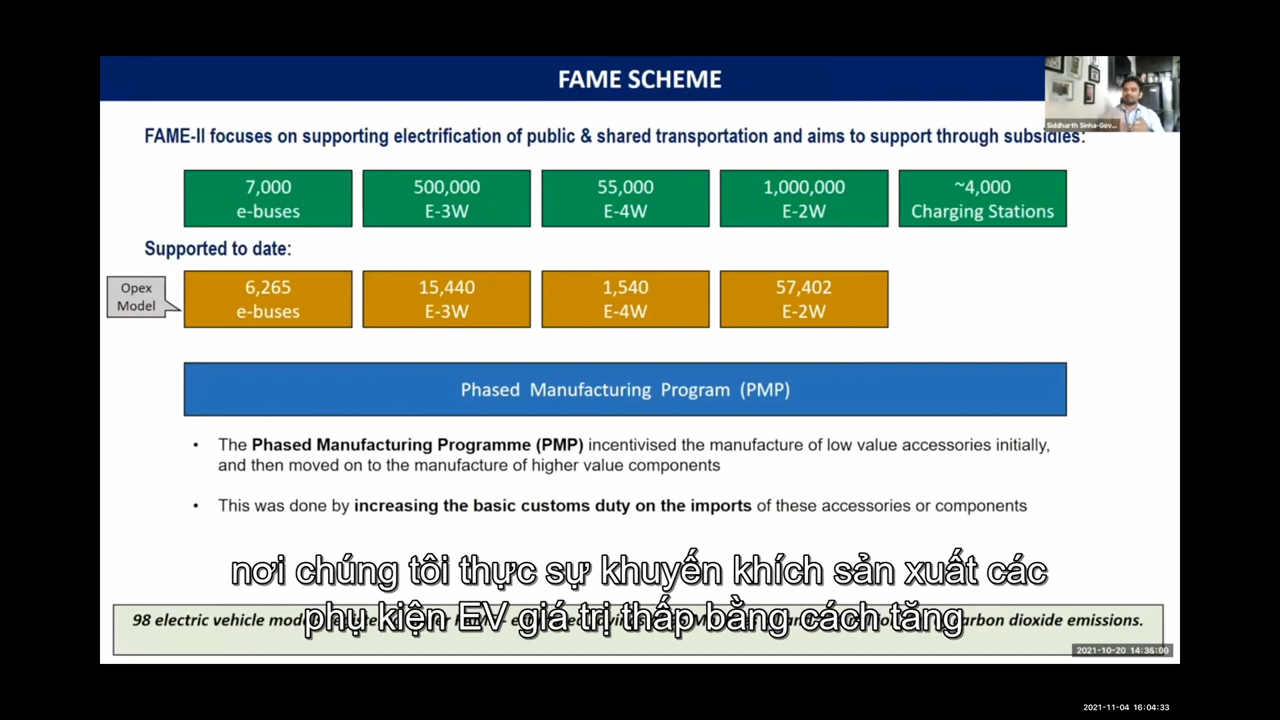 FAME SCHEME
Siddharth Sinha-Gov...
FAME-II focuses on supporting electrification of public & shared transportation and aims to support through subsidies:
7,000
e-buses
500,000
E-3W
55,000
E-4W
1,000,000
E-2W
~4,000
Charging Stations
Supported to date:
Opex
Model
6,265
e-buses
15,440
E-3W
1,540
E-4W
57,402
E-2W
Phased Manufacturing Program (PMP)
• The Phased Manufacturing Programme (PMP) incentivised the manufacture of low value accessories initially,
and then moved on to the manufacture of higher value components
• This was done by increasing the basic customs duty on the imports of these accessories or components
nơi chúng tôi thực sự khuyến khích sản xuất các
phụ kiện EV giá trị thấp bằng cách tăng
98 electric vehicle carbon dioxide emissions.
2021-10-20 14:36:00
2021-11-04 16:04:33